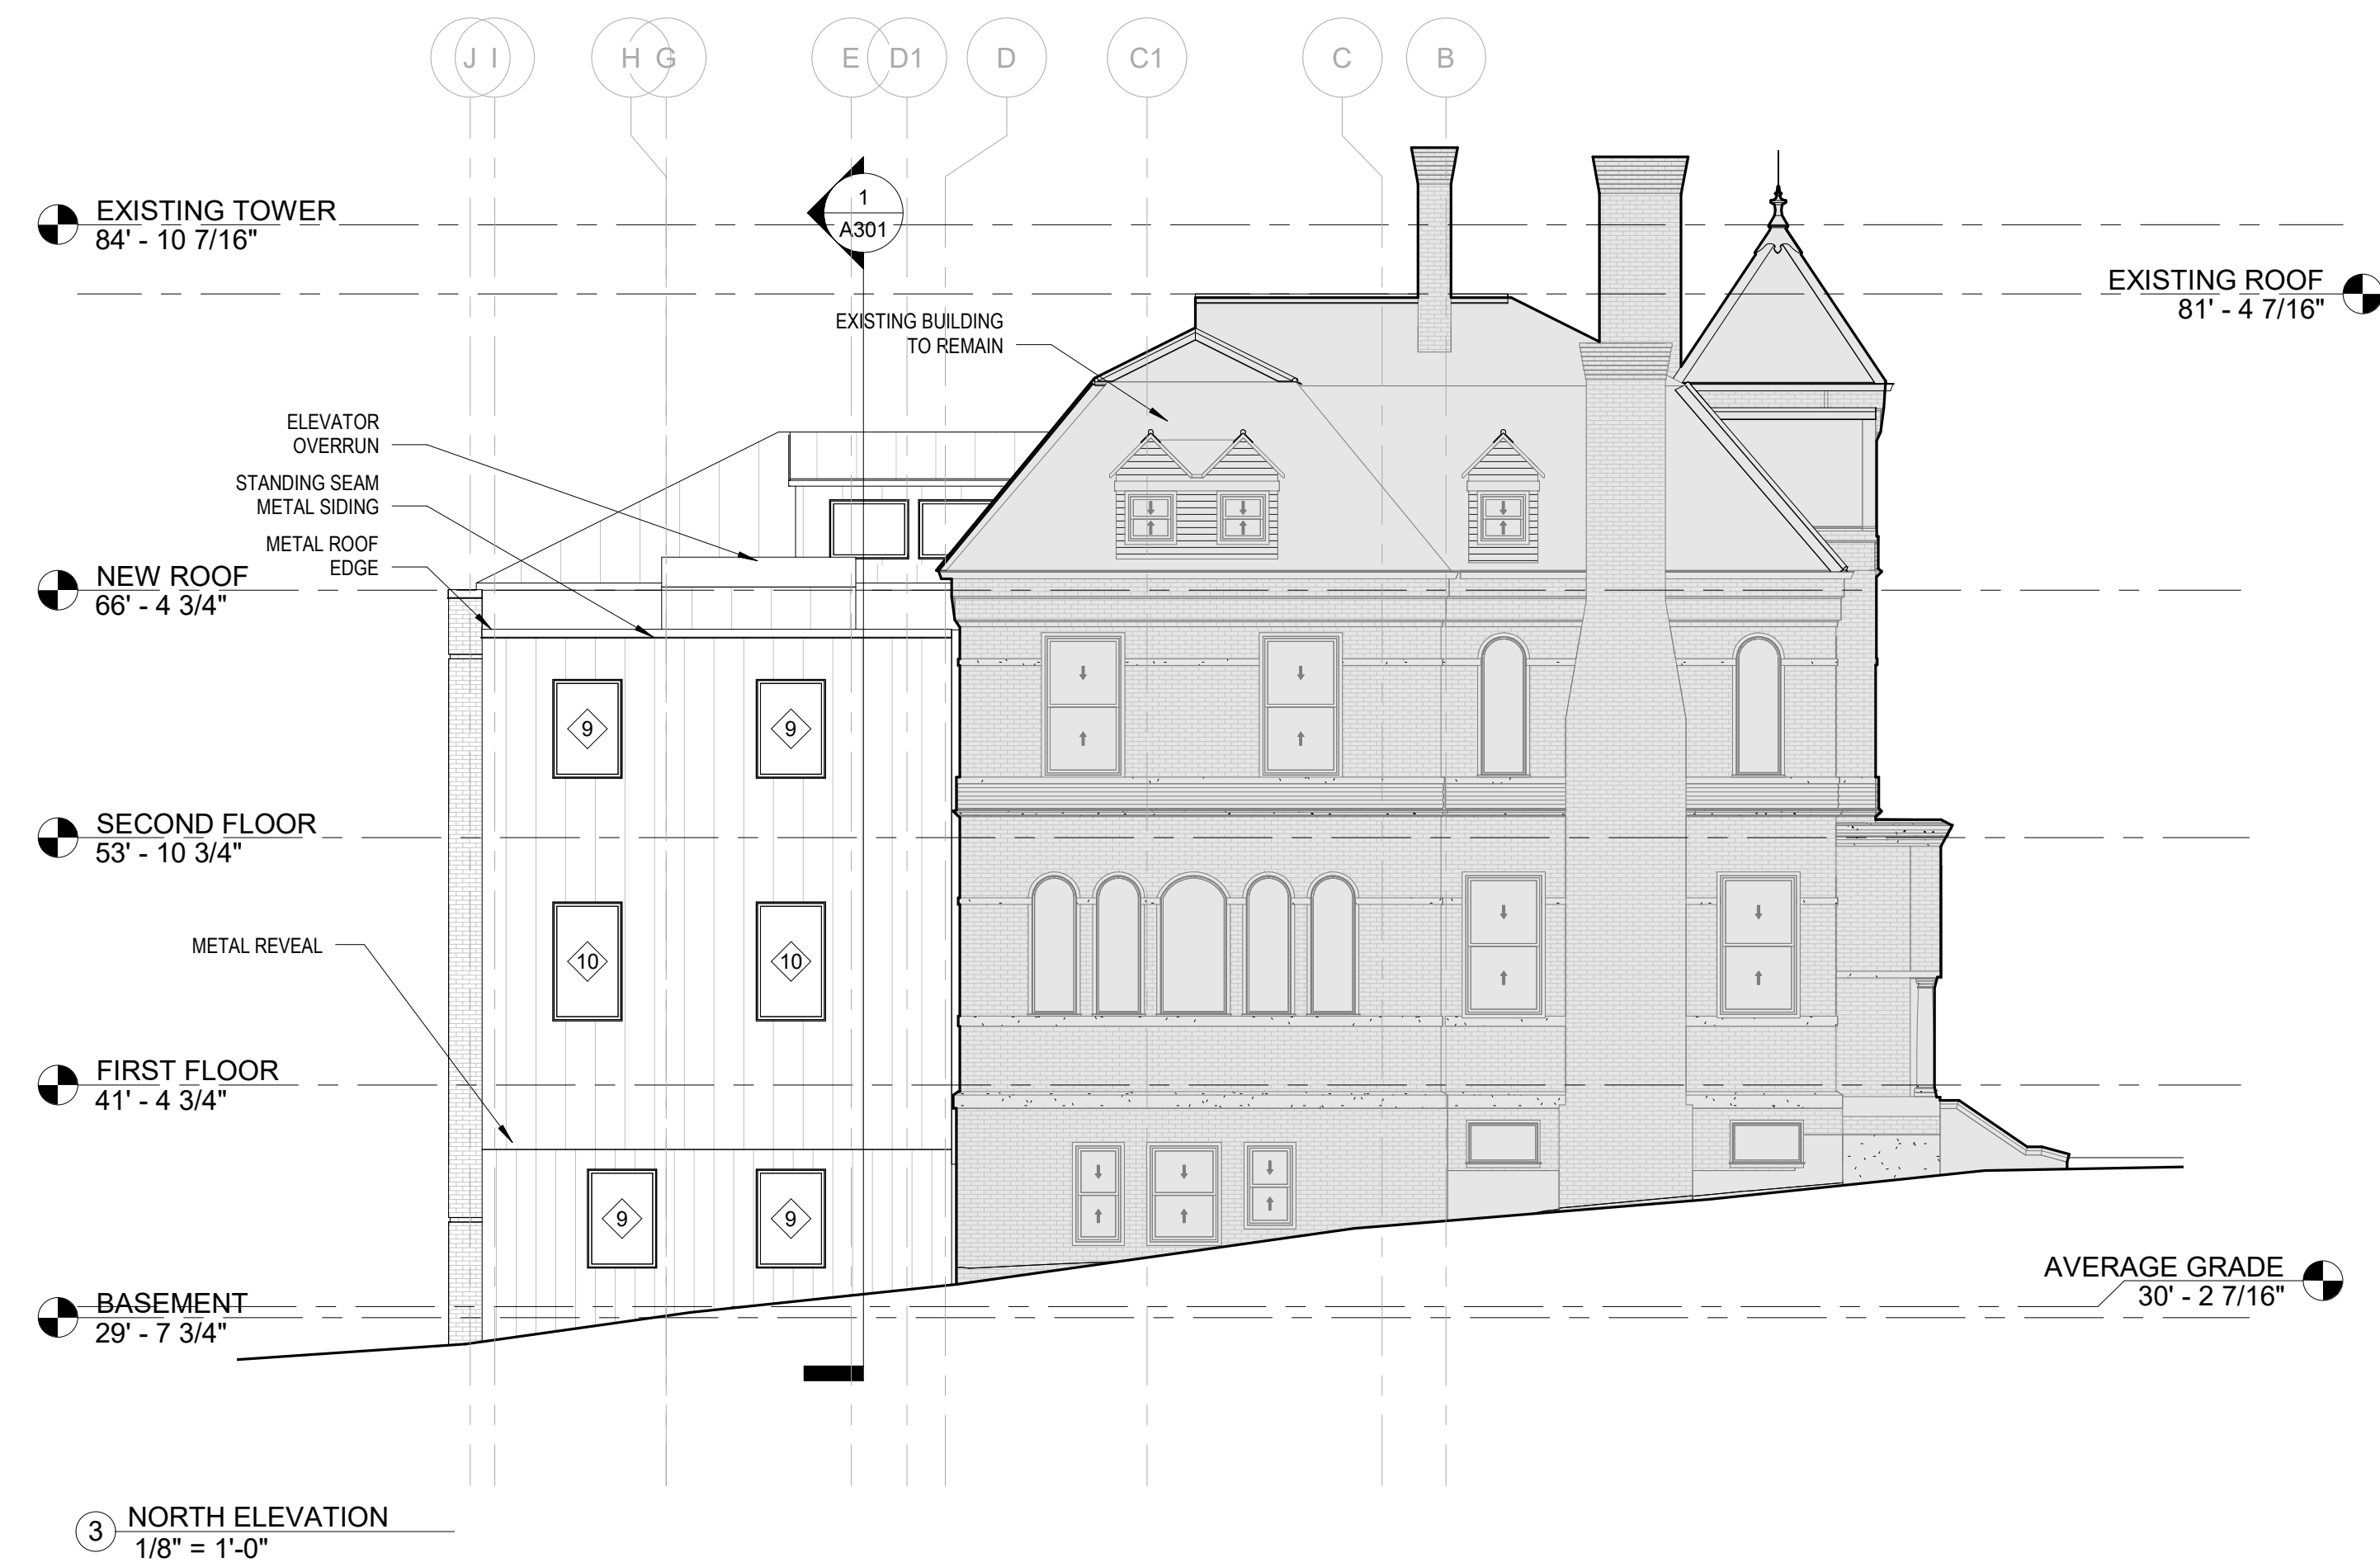 J I H G E D1 D C1 C B
1
A301
EXISTING TOWER
84' - 10 7/16"
EXISTING ROOF
81' - 4 7/16"
EXISTING BUILDING
TO REMAIN
ELEVATOR
OVERRUN
STANDING SEAM
METAL SIDING
METAL ROOF
EDGE
NEW ROOF
66' - 4 3/4"
9 9
SECOND FLOOR
53' - 10 3/4"
METAL REVEAL
10 10
FIRST FLOOR
41' - 4 3/4"
9 9
AVERAGE GRADE
30' - 2 7/16"
BASEMENT
29' - 7 3/4"
3 NORTH ELEVATION
1/8" = 1'-0"